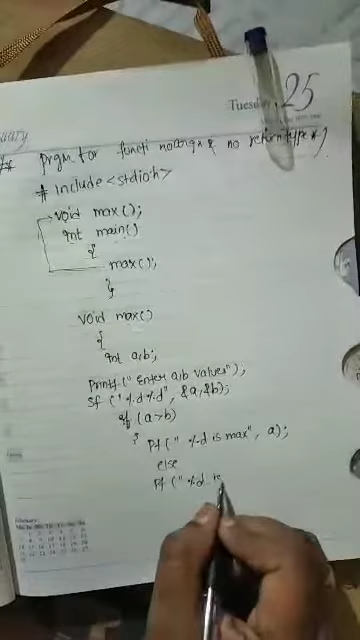 Tuesday 25
/* prgm for functi no args & no return type */
# include <stdio.h>
void max();
int main()
{
max();
}
void max()
{
int a,b;
Printf("Enter a,b values");
Sf ("%d%d", &a,&b);
if (a>b)
{ Pf (" %d is max", a);
else
Pf (" %d is